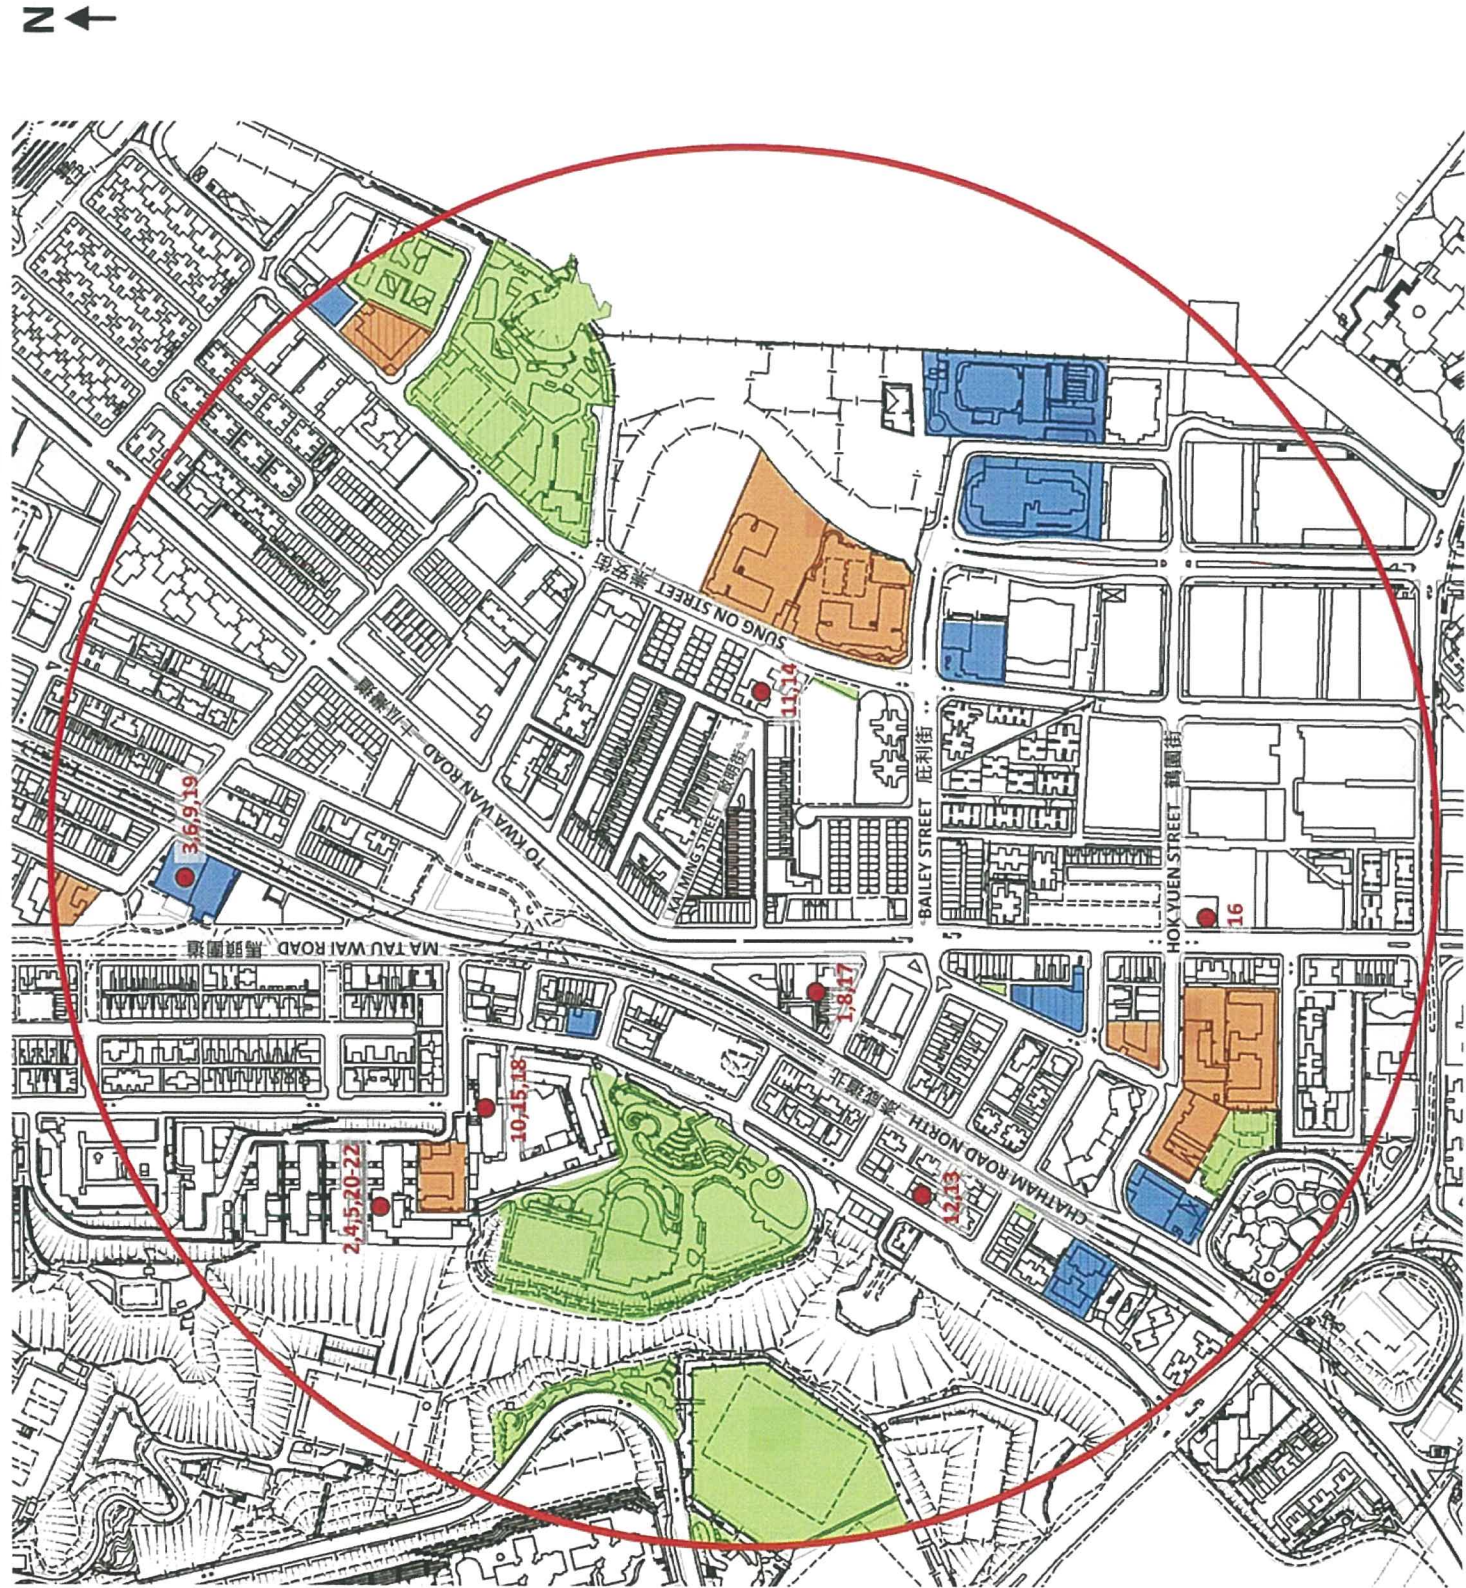 N
3,6,9,19
土瓜灣道
TO KWA WAN ROAD
SUNG ON STREET 崇安街
11,14
KAI MING STREET 啟明街
BAILEY STREET 庇利街
HOK YUEN STREET 鶴園街
16
MA TAU WAI ROAD 馬頭圍道
1,8,17
10,15,18
2,4,5,20-22
12,13
CHATHAM ROAD NORTH 漆咸道北